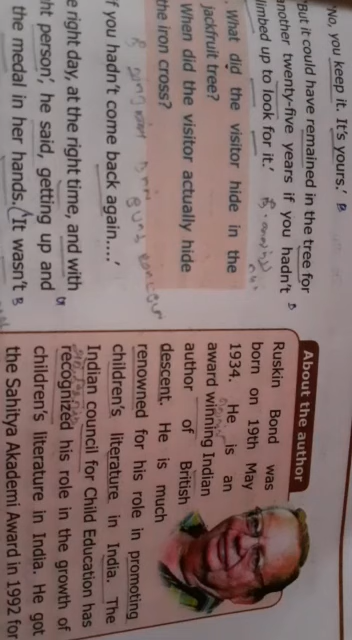 'No, you keep it. It's yours.'
'But it could have remained in the tree for
another twenty-five years if you hadn't
climbed up to look for it.'
What did the visitor hide in the
jackfruit tree?
When did the visitor actually hide
the iron cross?
if you hadn't come back again....'
e right day, at the right time, and with
ht person', he said, getting up and
the medal in her hands. 'It wasn't
About the author
Ruskin Bond was
born on 19th May
1934. He is an
award winning Indian
author of British
descent. He is much
renowned for his role in promoting
children's literature in India. The
Indian council for Child Education has
recognized his role in the growth of
children's literature in India. He got
the Sahitya Akademi Award in 1992 for